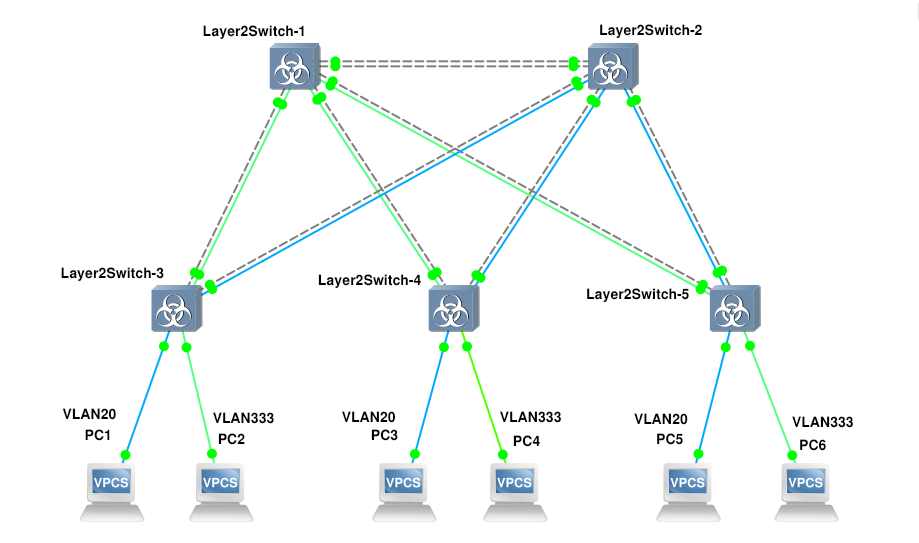 Layer2Switch-1
Layer2Switch-2
Layer2Switch-3
Layer2Switch-4
Layer2Switch-5
VLAN20
PC1
VLAN333
PC2
VLAN20
PC3
VLAN333
PC4
VLAN20
PC5
VLAN333
PC6
VPCS
VPCS
VPCS
VPCS
VPCS
VPCS